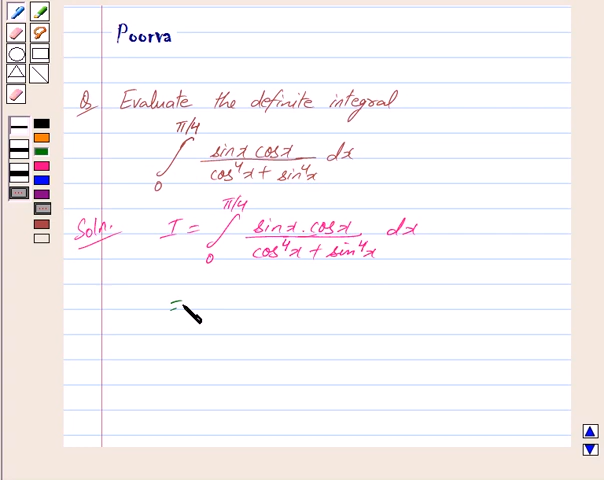 Poorva
Q Evaluate the definite integral
∫₀^π/4 sinx cosx / cos⁴x + sin⁴x dx
Soln. I = ∫₀^π/4 sinx . cosx / cos⁴x + sin⁴x dx
=